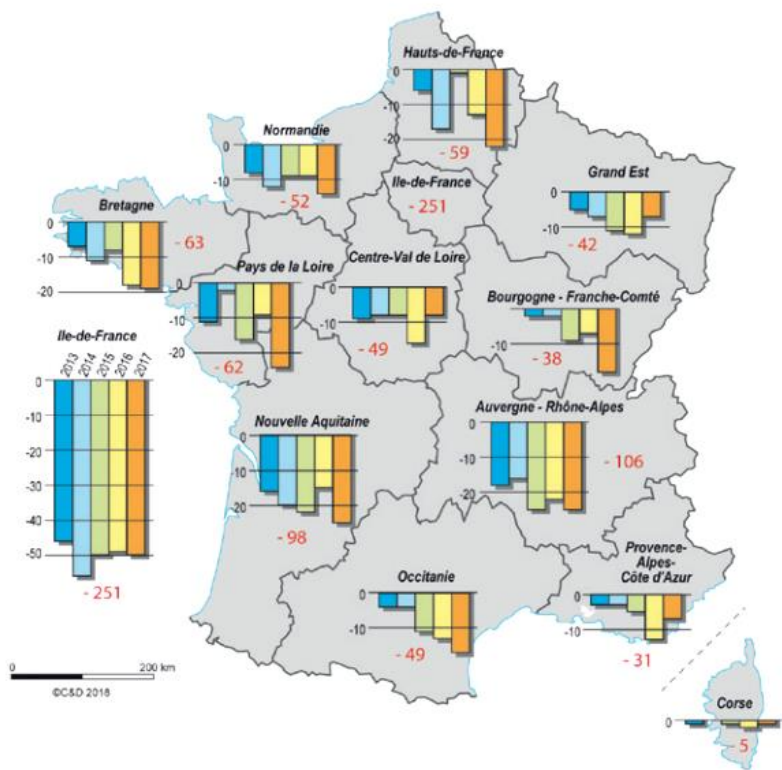 Hauts-de-France
0
-10
-20
- 59
Normandie
0
-10
- 52
Ile-de-France
- 251
Grand Est
0
-10
- 42
Bretagne
0
-10
-20
- 63
Pays de la Loire
0
-10
-20
- 62
Centre-Val de Loire
0
-10
- 49
Bourgogne - Franche-Comté
0
-10
- 38
Ile-de-France
2013
2014
2015
2016
2017
0
-10
-20
-30
-40
-50
- 251
Nouvelle Aquitaine
0
-10
-20
- 98
Auvergne - Rhône-Alpes
0
-10
-20
- 106
Occitanie
0
-10
- 49
Provence-
Alpes-
Côte d'Azur
0
-10
- 31
Corse
0
- 5
0 200 km
©C&D 2018